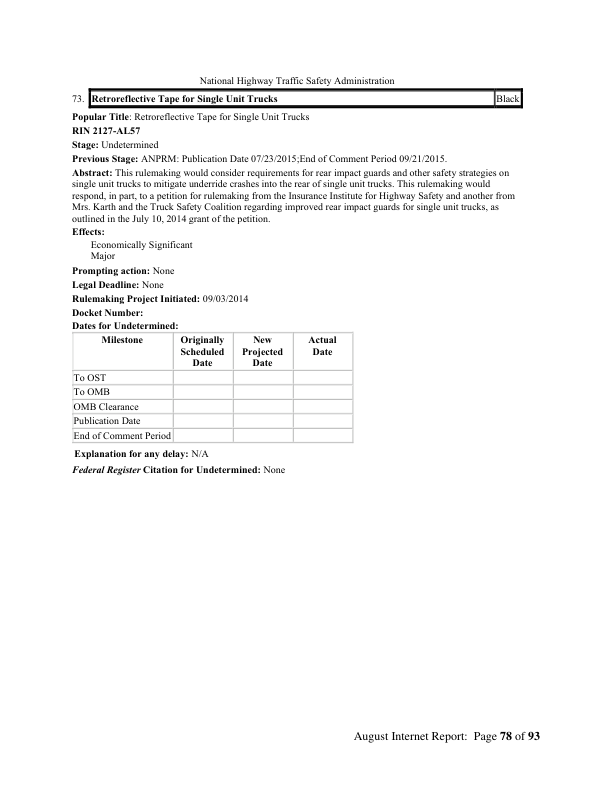 National Highway Traffic Safety Administration
73. Retroreflective Tape for Single Unit Trucks Black
Popular Title: Retroreflective Tape for Single Unit Trucks
RIN 2127-AL57
Stage: Undetermined
Previous Stage: ANPRM: Publication Date 07/23/2015;End of Comment Period 09/21/2015.
Abstract: This rulemaking would consider requirements for rear impact guards and other safety strategies on
single unit trucks to mitigate underride crashes into the rear of single unit trucks. This rulemaking would
respond, in part, to a petition for rulemaking from the Insurance Institute for Highway Safety and another from
Mrs. Karth and the Truck Safety Coalition regarding improved rear impact guards for single unit trucks, as
outlined in the July 10, 2014 grant of the petition.
Effects:
Economically Significant
Major
Prompting action: None
Legal Deadline: None
Rulemaking Project Initiated: 09/03/2014
Docket Number:
Dates for Undetermined:
Milestone Originally New Actual
Scheduled Projected Date
Date Date
To OST
To OMB
OMB Clearance
Publication Date
End of Comment Period
Explanation for any delay: N/A
Federal Register Citation for Undetermined: None
August Internet Report: Page 78 of 93